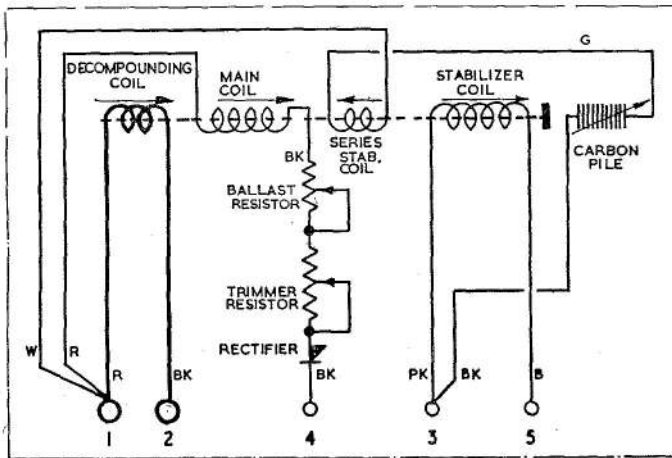 G
DECOMPOUNDING
COIL
MAIN
COIL
STABILIZER
COIL
SERIES
STAB.
COIL
CARBON
PILE
BK
BALLAST
RESISTOR
TRIMMER
RESISTOR
RECTIFIER
W
R
R
BK
BK
PK
BK
B
1
2
4
3
5